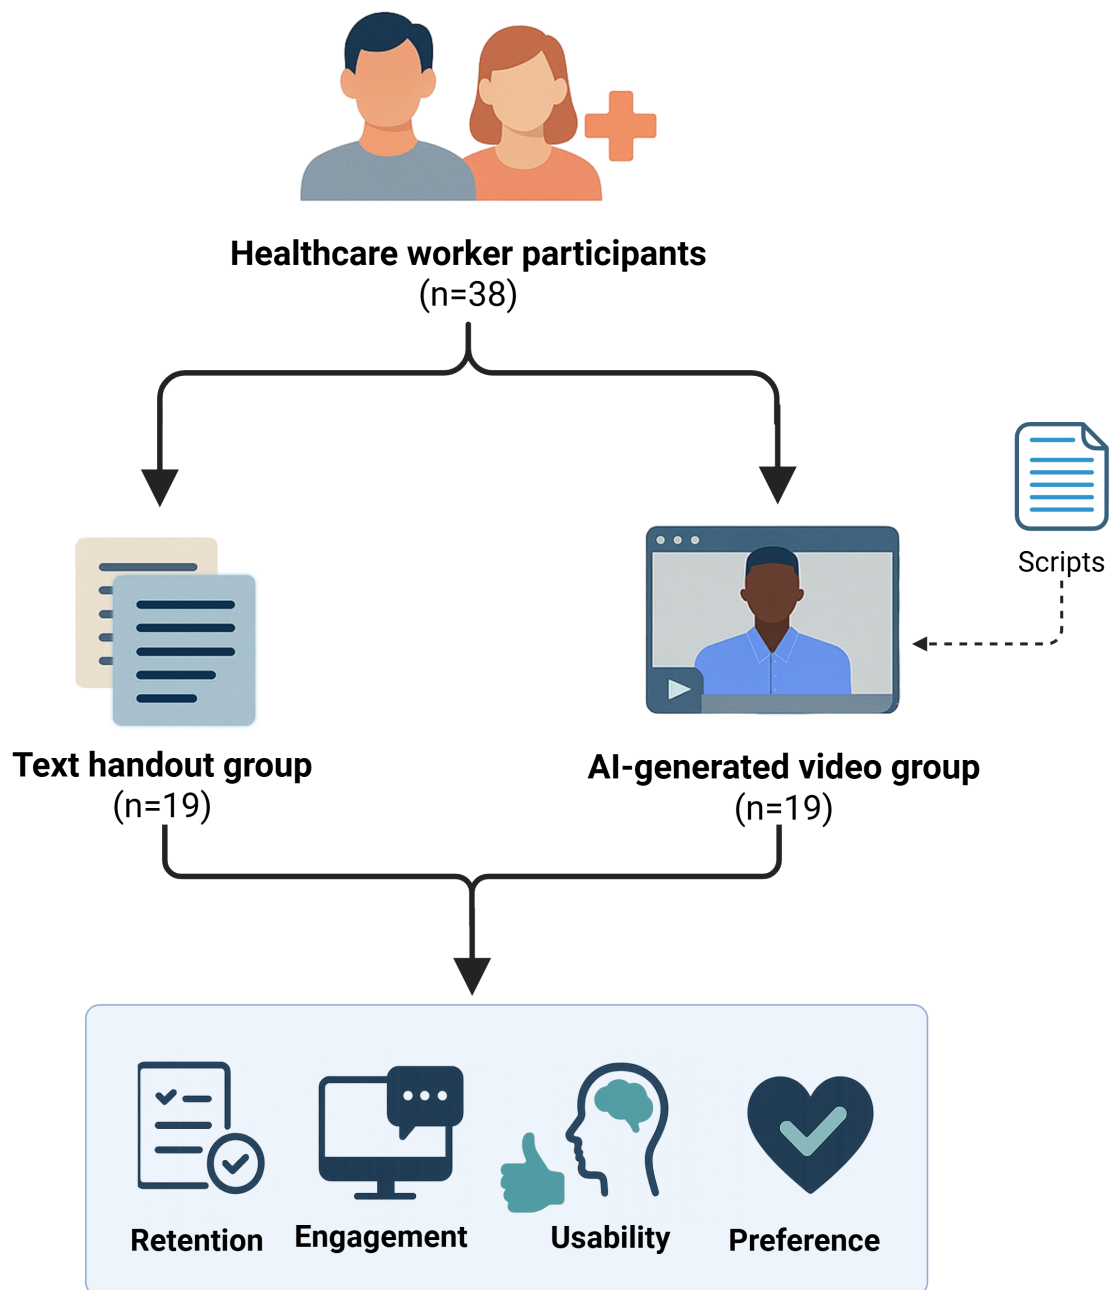 Healthcare worker participants
(n=38)
Scripts
Text handout group
(n=19)
AI-generated video group
(n=19)
Retention
Engagement
Usability
Preference